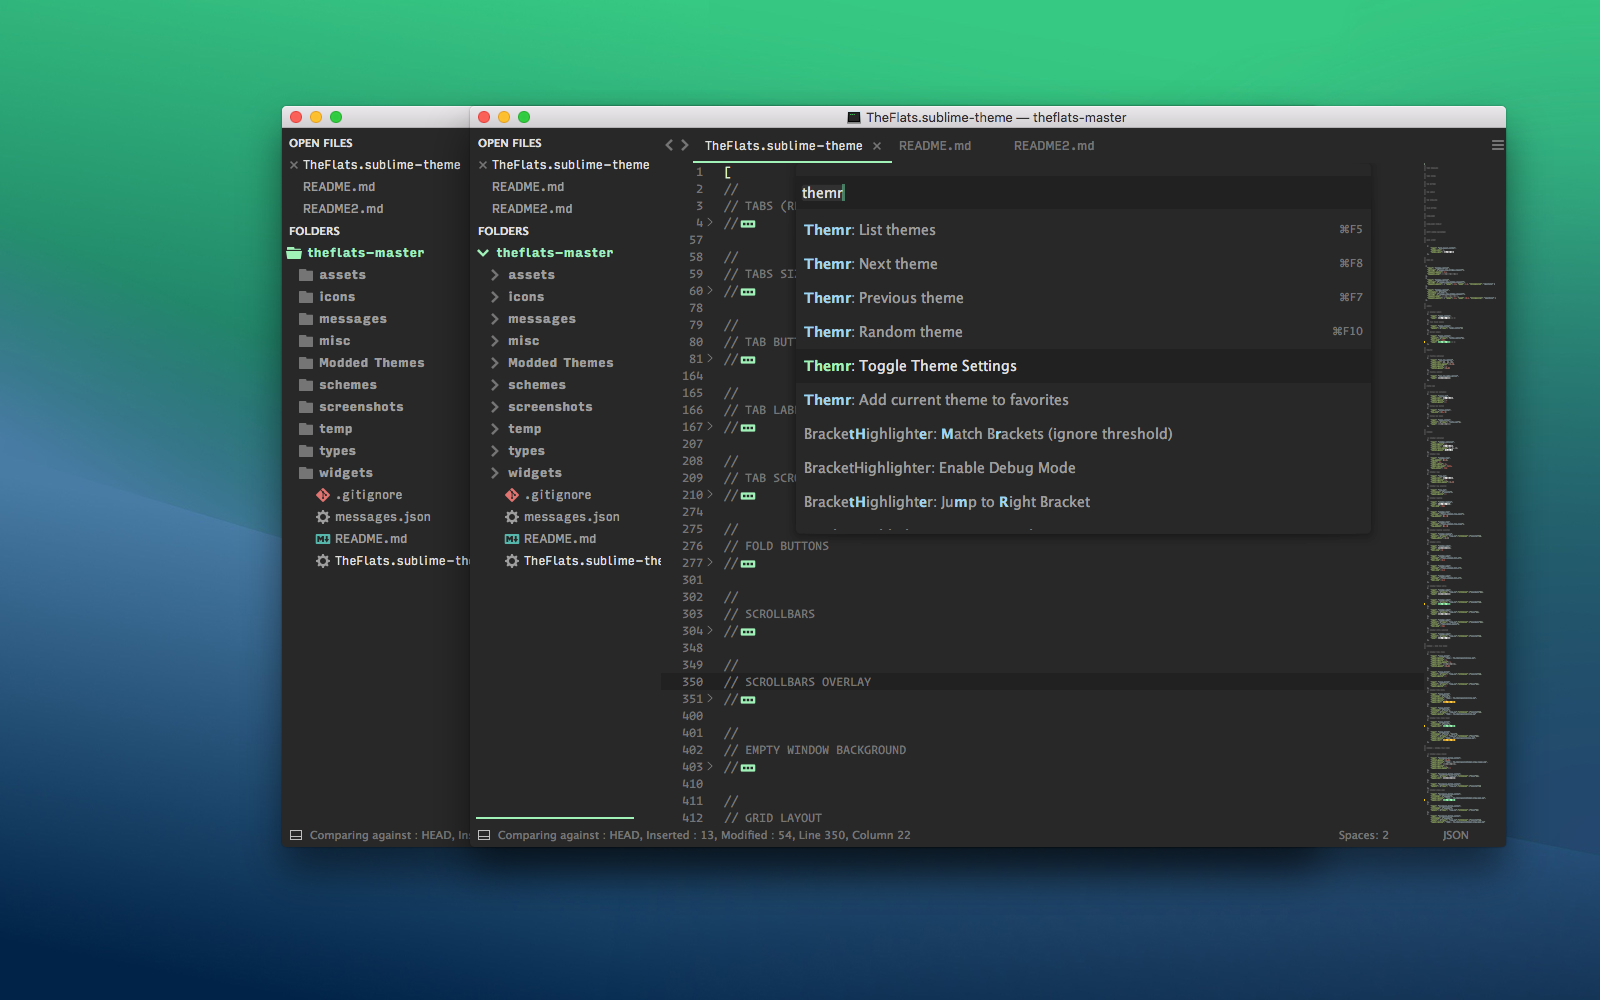 TheFlats.sublime-theme — theflats-master
OPEN FILES
TheFlats.sublime-theme
README.md
README2.md
FOLDERS
theflats-master
assets
icons
messages
misc
Modded Themes
schemes
screenshots
temp
types
widgets
.gitignore
messages.json
README.md
TheFlats.sublime-th
Comparing against : HEAD, In
OPEN FILES
TheFlats.sublime-theme
README.md
README2.md
FOLDERS
theflats-master
assets
icons
messages
misc
Modded Themes
schemes
screenshots
temp
types
widgets
.gitignore
messages.json
README.md
TheFlats.sublime-the
TheFlats.sublime-theme README.md README2.md
1 [
2 //
3 // TABS (R
4 //
57
58 //
59 // TABS SI
60 //
78
79 //
80 // TAB BUT
81 //
164
165 //
166 // TAB LAB
167 //
207
208 //
209 // TAB SCR
210 //
274
275 //
276 // FOLD BUTTONS
277 //
301
302 //
303 // SCROLLBARS
304 //
348
349 //
350 // SCROLLBARS OVERLAY
351 //
400
401 //
402 // EMPTY WINDOW BACKGROUND
403 //
410
411 //
412 // GRID LAYOUT
themr
Themr: List themes ⌘F5
Themr: Next theme ⌘F8
Themr: Previous theme ⌘F7
Themr: Random theme ⌘F10
Themr: Toggle Theme Settings
Themr: Add current theme to favorites
BracketHighlighter: Match Brackets (ignore threshold)
BracketHighlighter: Enable Debug Mode
BracketHighlighter: Jump to Right Bracket
Comparing against : HEAD, Inserted : 13, Modified : 54, Line 350, Column 22
Spaces: 2
JSON